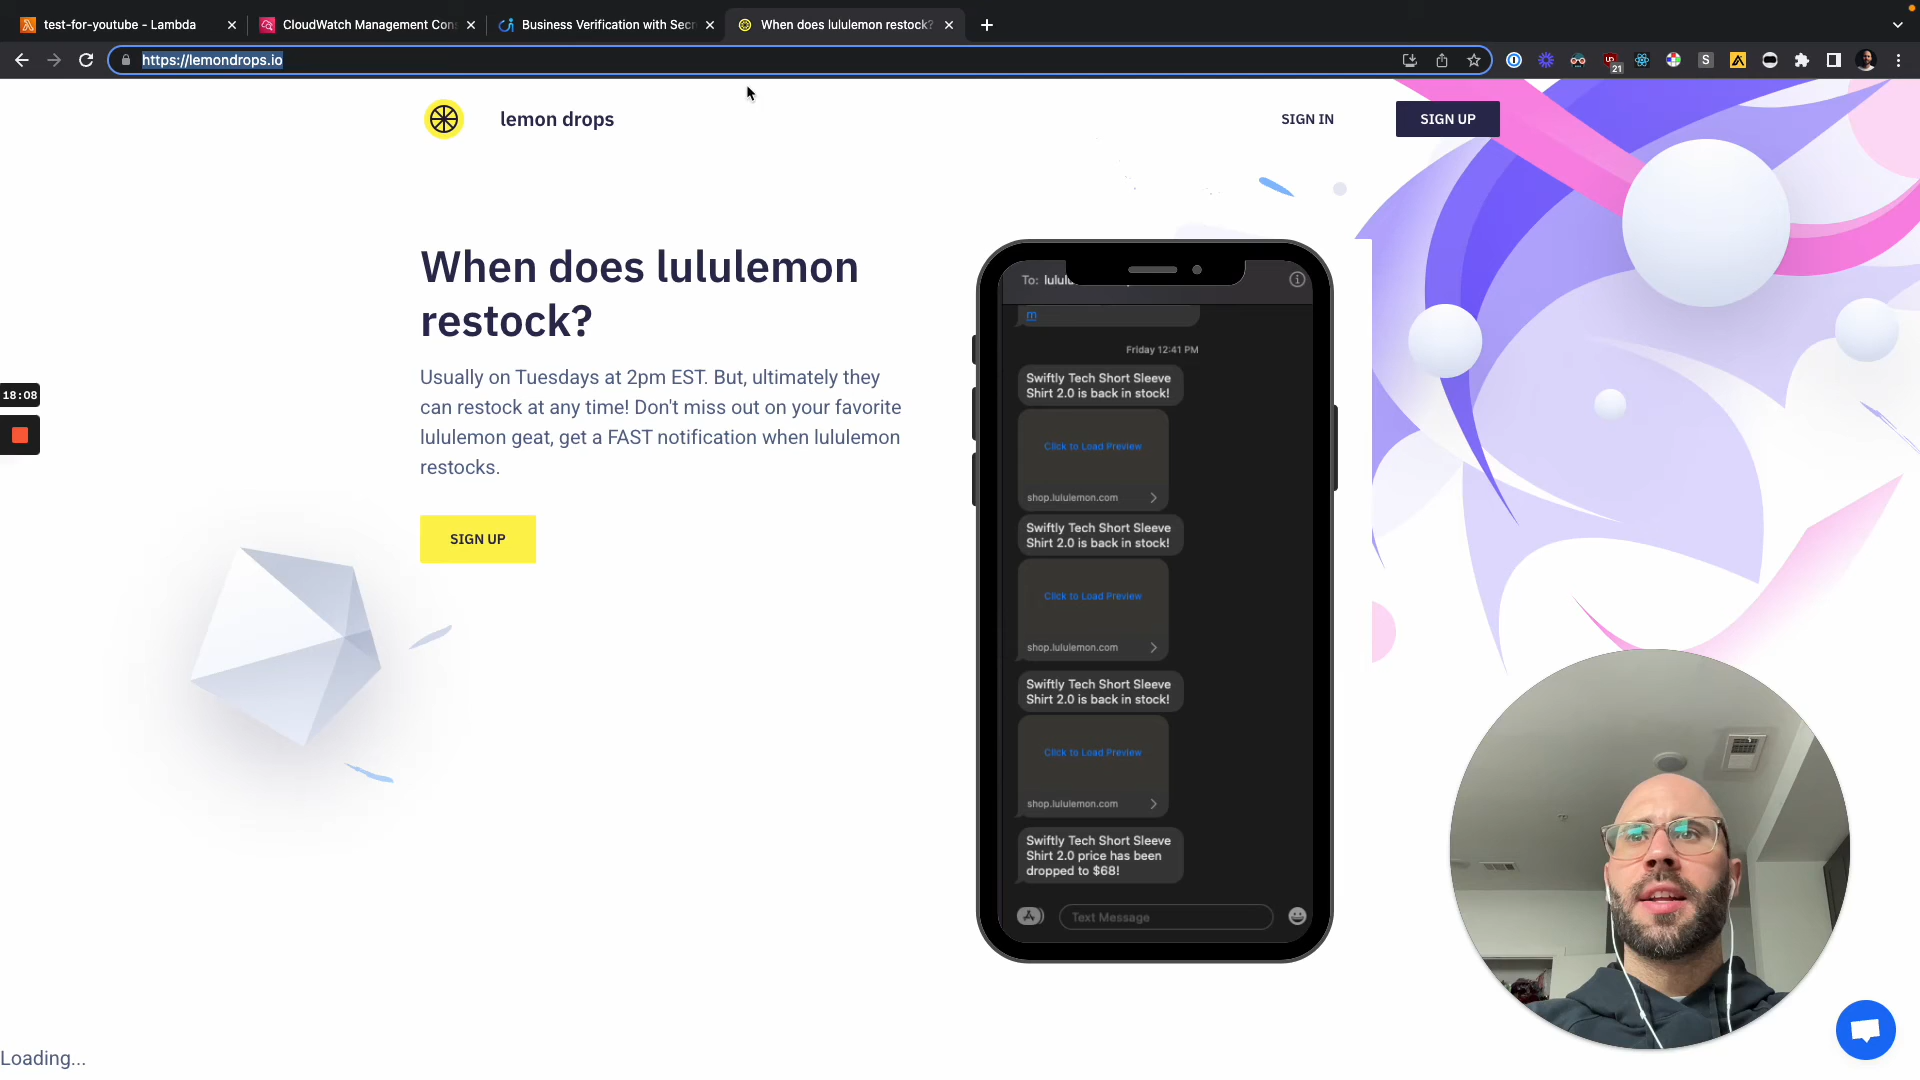 test-for-youtube - Lambda
CloudWatch Management Cons
Business Verification with Secr
When does lululemon restock?
https://lemondrops.io
21
S
lemon drops
SIGN IN
SIGN UP
When does lululemon
restock?
Usually on Tuesdays at 2pm EST. But, ultimately they
can restock at any time! Don't miss out on your favorite
lululemon geat, get a FAST notification when lululemon
restocks.
SIGN UP
18:08
To:
m
Friday 12:41 PM
Swiftly Tech Short Sleeve
Shirt 2.0 is back in stock!
Click to Load Preview
shop.lululemon.com
Swiftly Tech Short Sleeve
Shirt 2.0 is back in stock!
Click to Load Preview
shop.lululemon.com
Swiftly Tech Short Sleeve
Shirt 2.0 is back in stock!
Click to Load Preview
shop.lululemon.com
Swiftly Tech Short Sleeve
Shirt 2.0 price has been
dropped to $68!
Text Message
Loading...